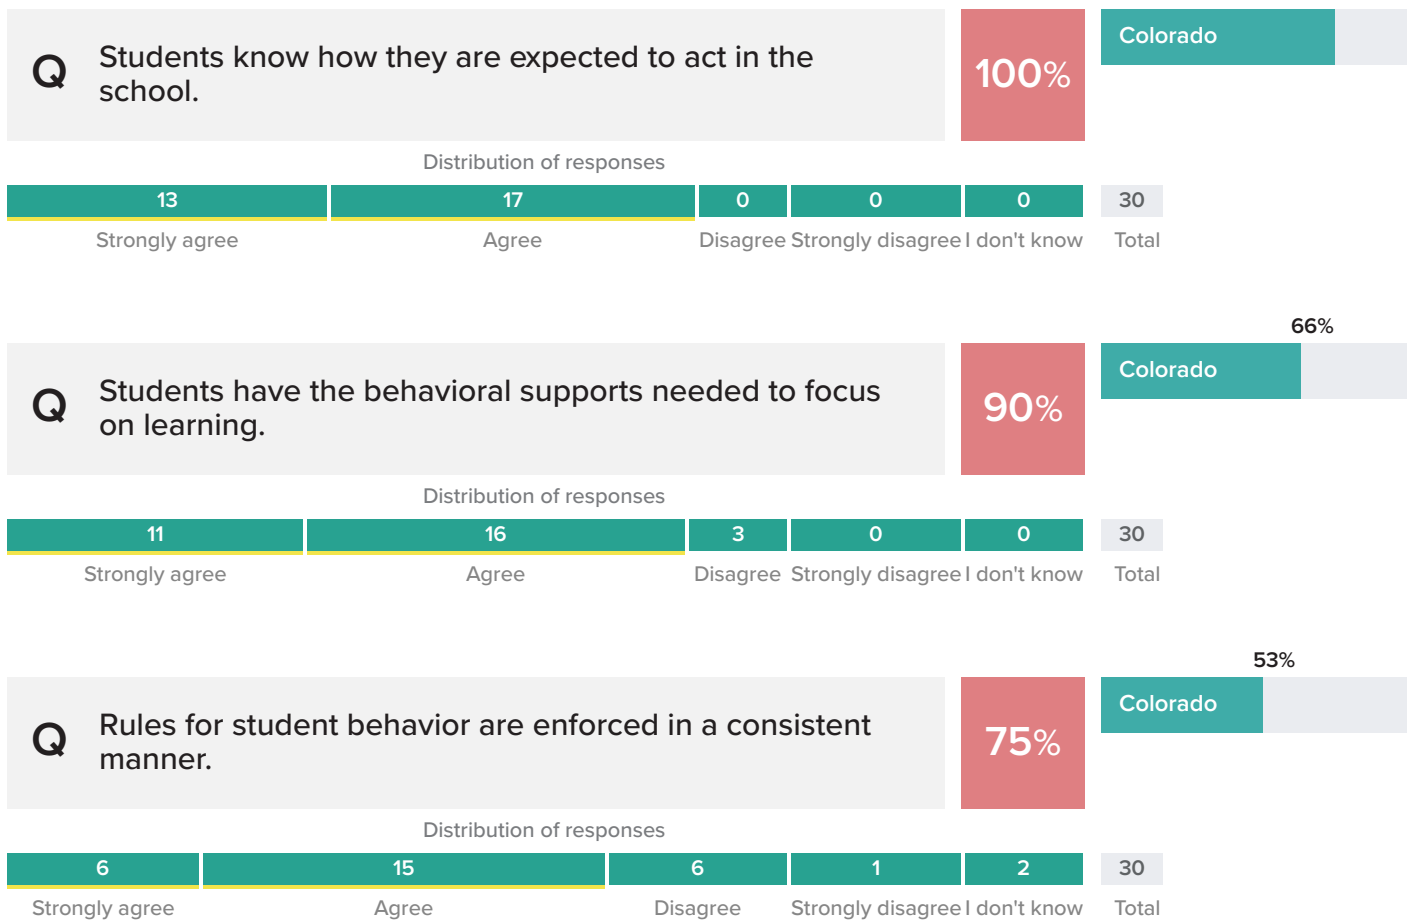 Q
Students know how they are expected to act in the
school.
100%
Colorado
Distribution of responses
13
17
0
0
0
30
Strongly agree
Agree
Disagree
Strongly disagree
I don't know
Total
66%
Q
Students have the behavioral supports needed to focus
on learning.
90%
Colorado
Distribution of responses
11
16
3
0
0
30
Strongly agree
Agree
Disagree
Strongly disagree
I don't know
Total
53%
Q
Rules for student behavior are enforced in a consistent
manner.
75%
Colorado
Distribution of responses
6
15
6
1
2
30
Strongly agree
Agree
Disagree
Strongly disagree
I don't know
Total